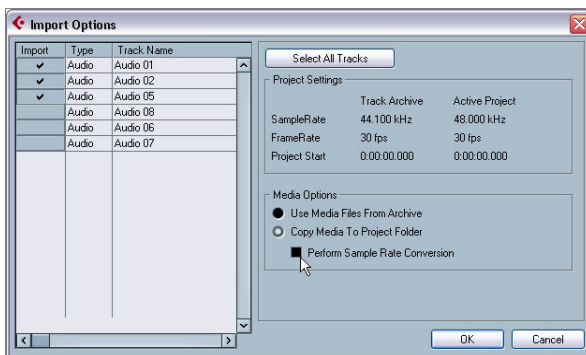 Import Options
Import Type Track Name
Audio Audio 01
Audio Audio 02
Audio Audio 05
Audio Audio 08
Audio Audio 06
Audio Audio 07
Select All Tracks
Project Settings
Track Archive Active Project
SampleRate 44.100 kHz 48.000 kHz
FrameRate 30 fps 30 fps
Project Start 0:00:00.000 0:00:00.000
Media Options
Use Media Files From Archive
Copy Media To Project Folder
Perform Sample Rate Conversion
OK Cancel